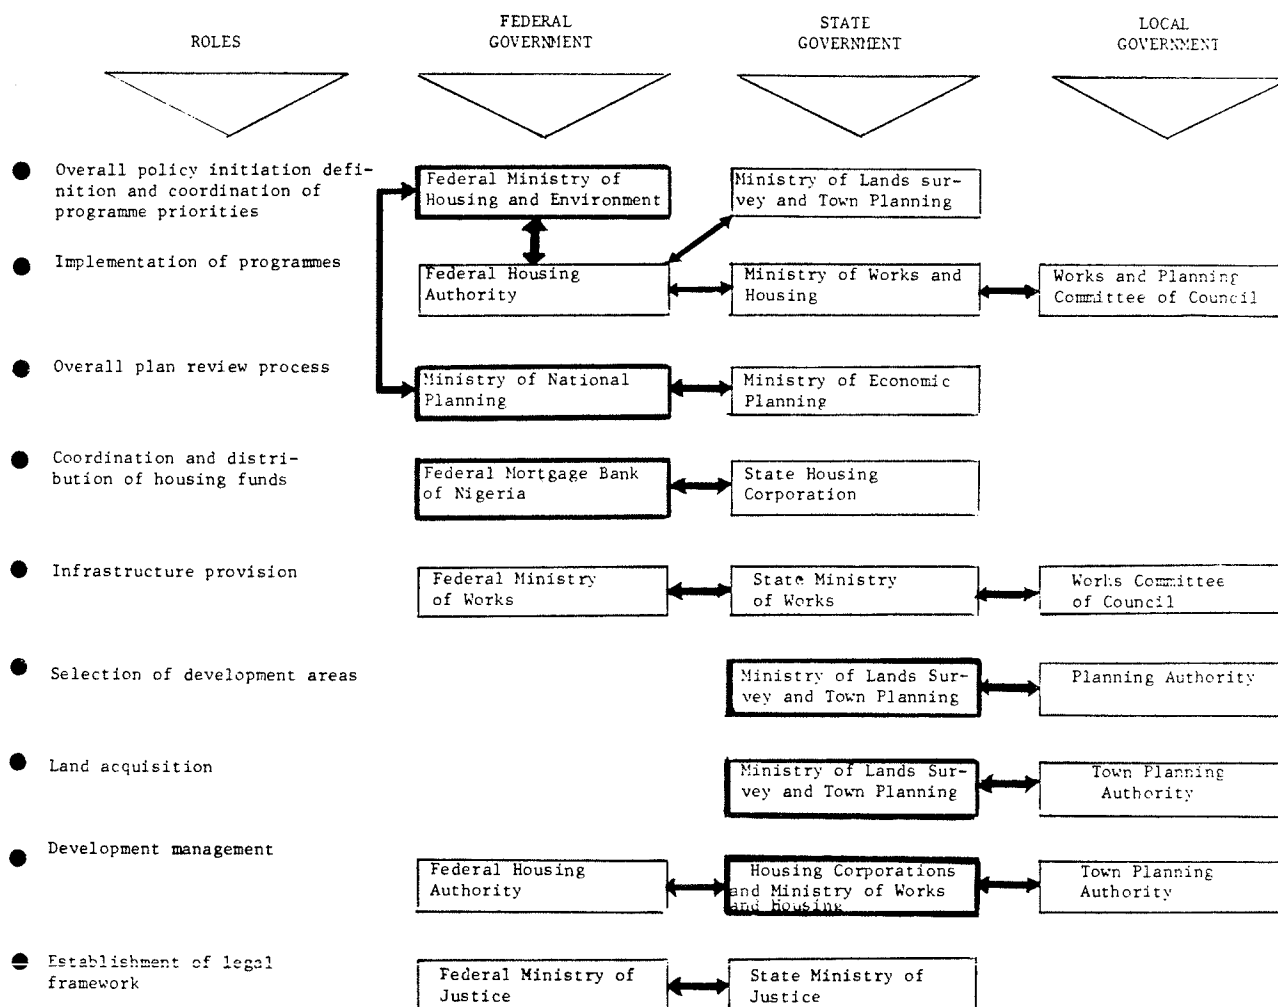 ROLES
FEDERAL
GOVERNMENT
STATE
GOVERNMENT
LOCAL
GOVERNMENT
Overall policy initiation defi-
nition and coordination of
programme priorities
Federal Ministry of
Housing and Environment
Ministry of Lands sur-
vey and Town Planning
Implementation of programmes
Federal Housing
Authority
Ministry of Works and
Housing
Works and Planning
Committee of Council
Overall plan review process
Ministry of National
Planning
Ministry of Economic
Planning
Coordination and distri-
bution of housing funds
Federal Mortgage Bank
of Nigeria
State Housing
Corporation
Infrastructure provision
Federal Ministry
of Works
State Ministry
of Works
Works Committee
of Council
Selection of development areas
Ministry of Lands Sur-
vey and Town Planning
Planning Authority
Land acquisition
Ministry of Lands Sur-
vey and Town Planning
Town Planning
Authority
Development management
Federal Housing
Authority
Housing Corporations
and Ministry of Works
and Housing
Town Planning
Authority
Establishment of legal
framework
Federal Ministry of
Justice
State Ministry of
Justice